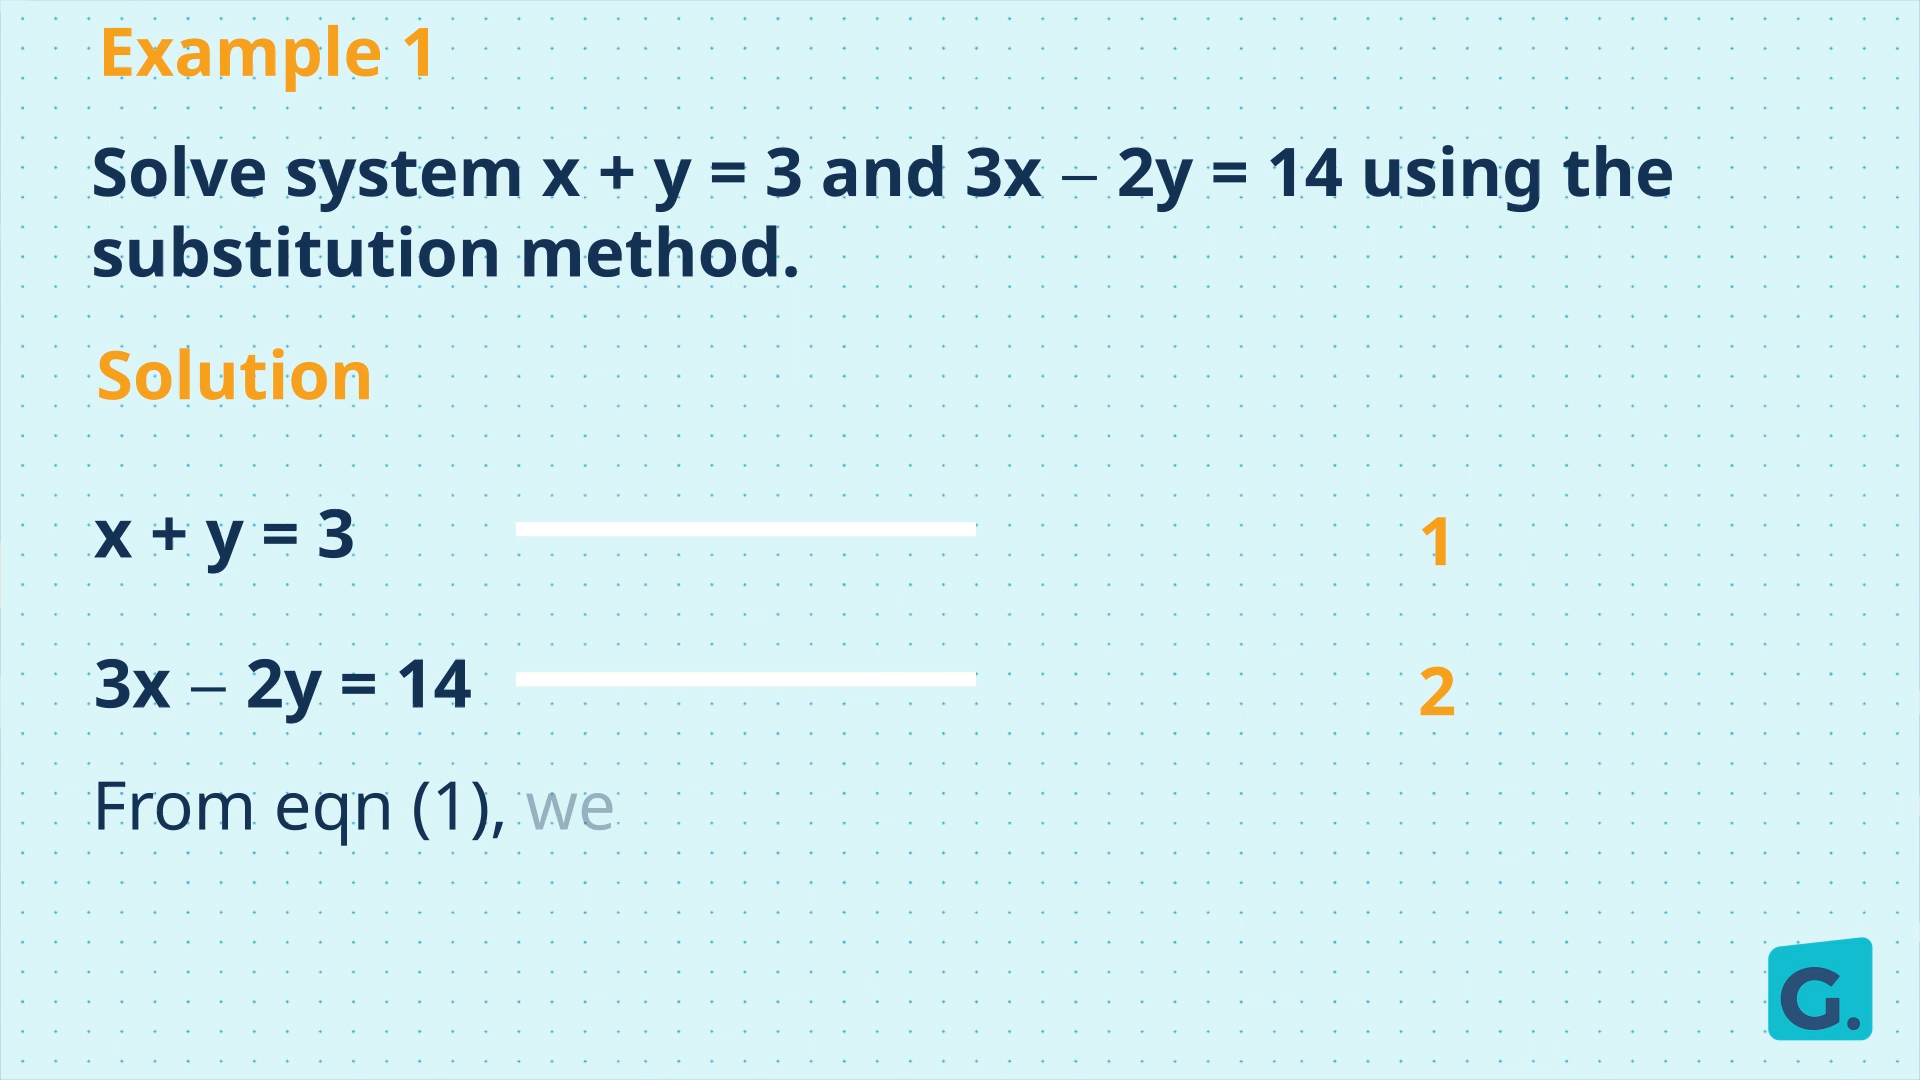 Example 1
Solve system x + y = 3 and 3x – 2y = 14 using the
substitution method.
Solution
x + y = 3 1
3x – 2y = 14 2
From eqn (1), we
G.